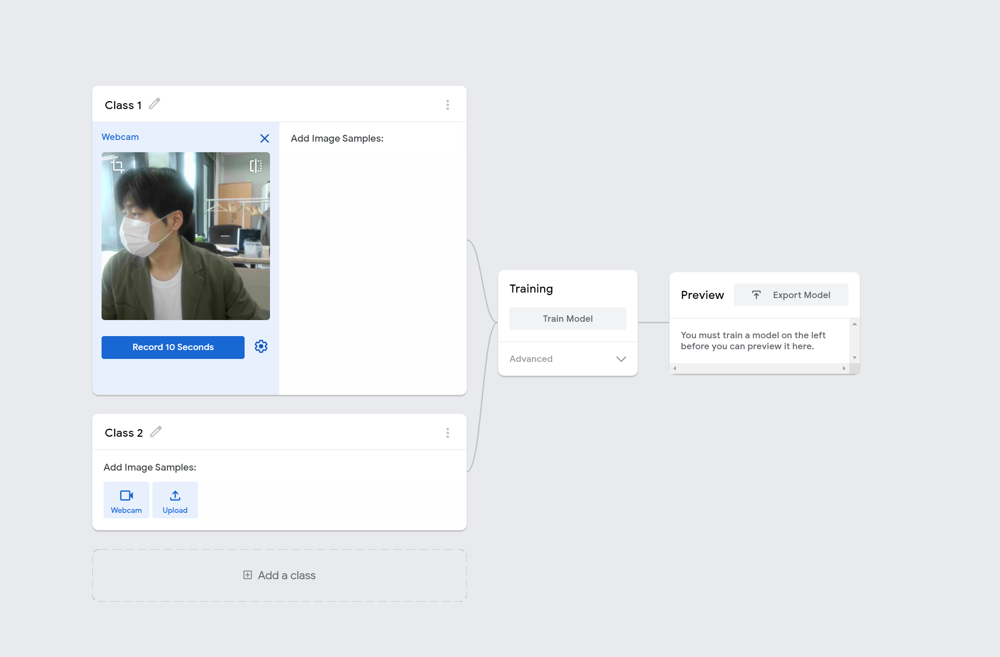 Class 1
Webcam
Add Image Samples:
Record 10 Seconds
Class 2
Add Image Samples:
Webcam
Upload
Add a class
Training
Train Model
Advanced
Preview
Export Model
You must train a model on the left
before you can preview it here.